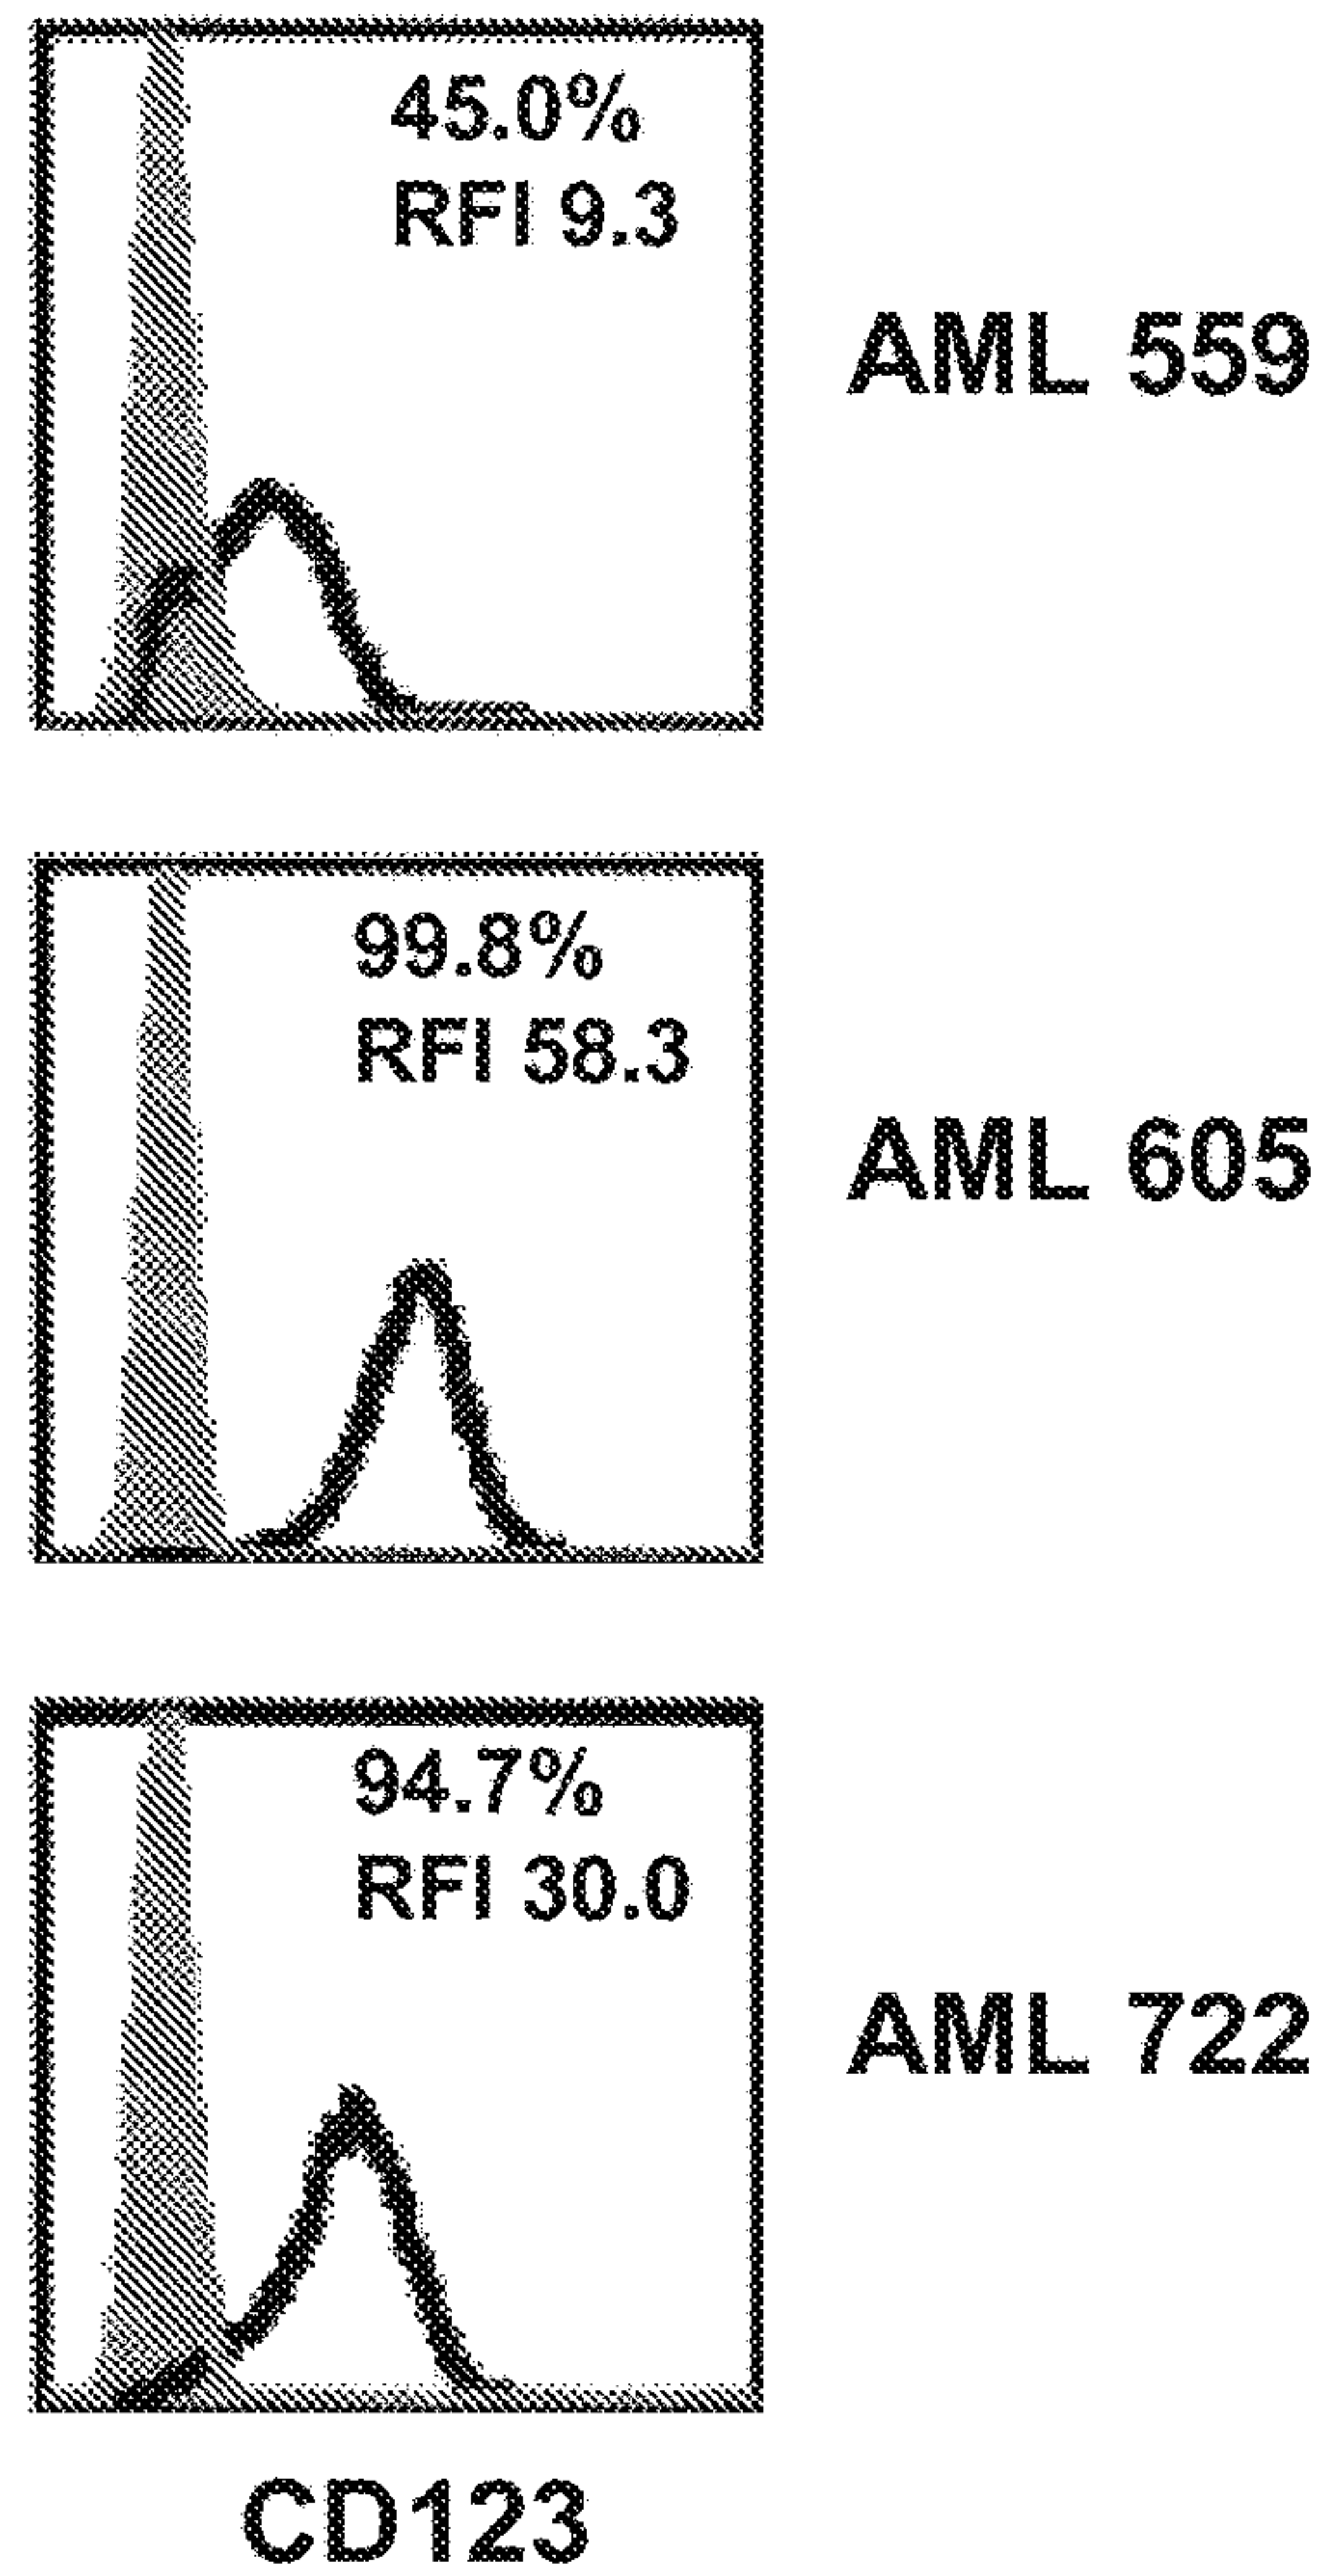 45.0%
RFI 9.3
AML 559
99.8%
RFI 58.3
AML 605
94.7%
RFI 30.0
AML 722
CD123